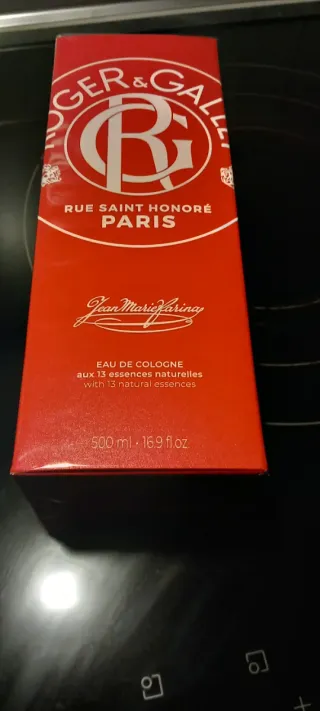 ROGER & GALLET
RG
RUE SAINT HONORÉ
PARIS
Jean Marie Farina
EAU DE COLOGNE
aux 13 essences naturelles
with 13 natural essences
500 ml - 16.9 fl oz